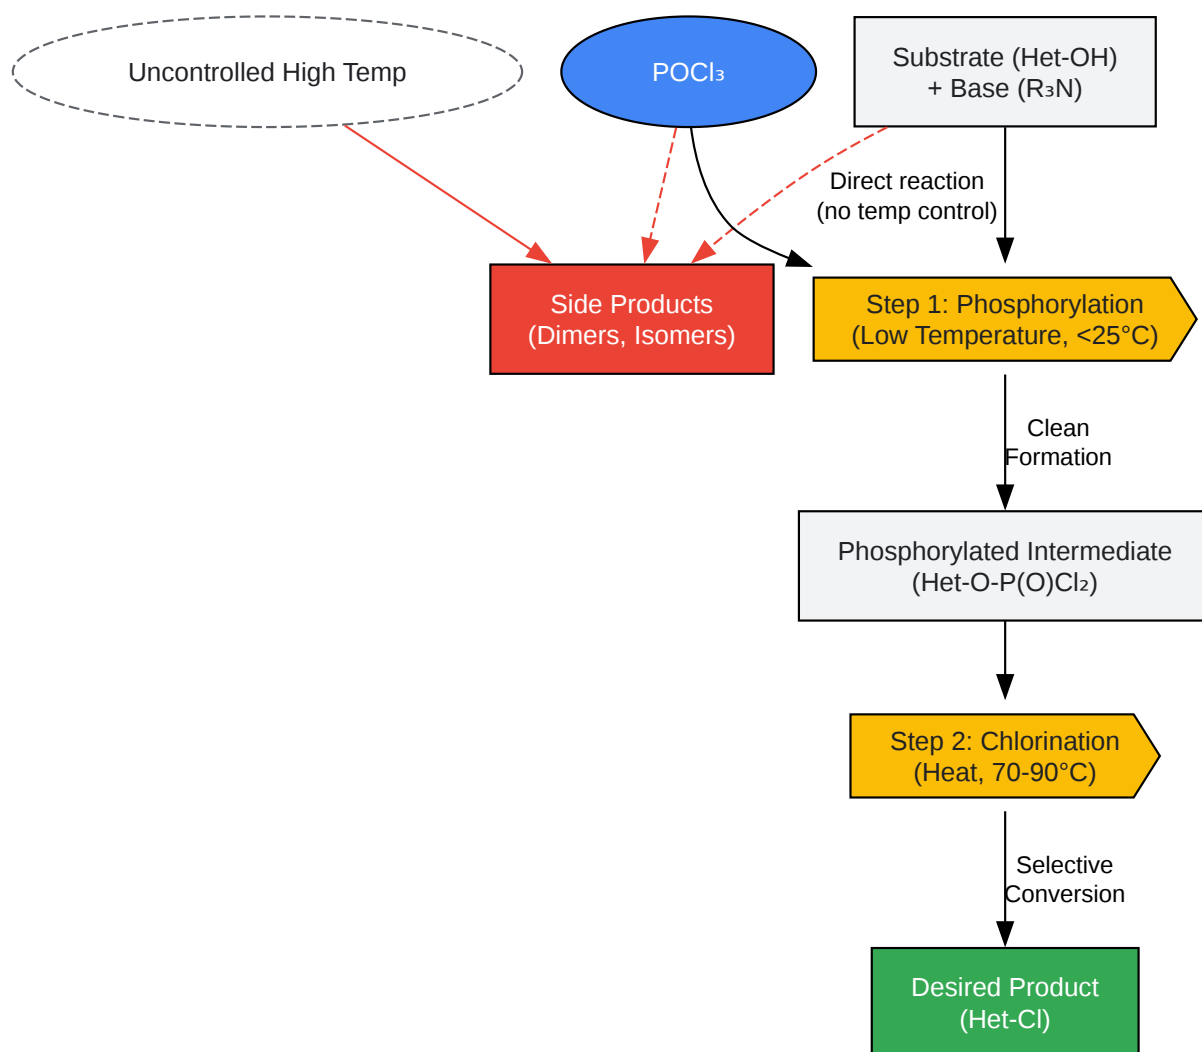 Uncontrolled High Temp
POCl₃
Substrate (Het-OH)
+ Base (R₃N)
Direct reaction
(no temp control)
Side Products
(Dimers, Isomers)
Step 1: Phosphorylation
(Low Temperature, <25°C)
Clean
Formation
Phosphorylated Intermediate
(Het-O-P(O)Cl₂)
Step 2: Chlorination
(Heat, 70-90°C)
Selective
Conversion
Desired Product
(Het-Cl)